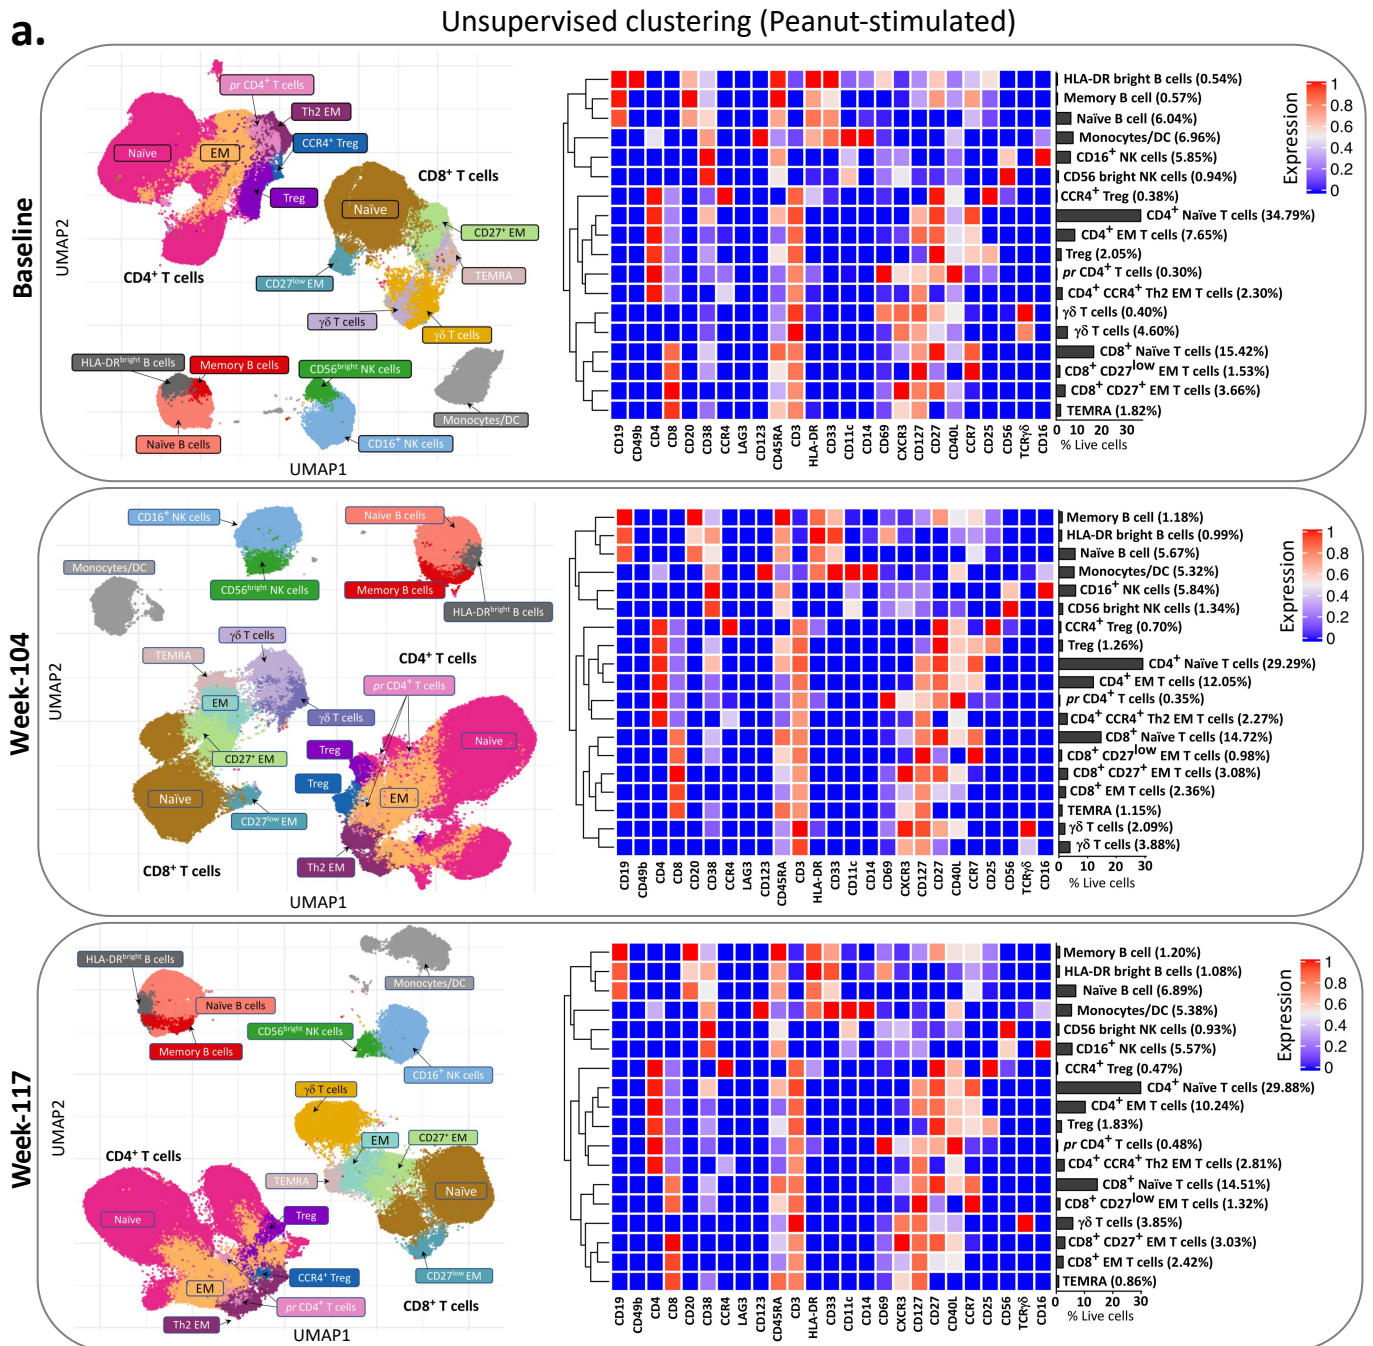 a.
Unsupervised clustering (Peanut-stimulated)
Baseline
UMAP2
UMAP1
pr CD4+ T cells
Th2 EM
CCR4+ Treg
Naïve
EM
Treg
CD4+ T cells
CD8+ T cells
Naïve
CD27+ EM
TEMRA
CD27low EM
γδ T cells
γδ T cells
HLA-DRbright B cells
Memory B cells
Naïve B cells
CD56bright NK cells
CD16+ NK cells
Monocytes/DC
HLA-DR bright B cells (0.54%)
Memory B cell (0.57%)
Naïve B cell (6.04%)
Monocytes/DC (6.96%)
CD16+ NK cells (5.85%)
CD56 bright NK cells (0.94%)
CCR4+ Treg (0.38%)
CD4+ Naïve T cells (34.79%)
CD4+ EM T cells (7.65%)
Treg (2.05%)
pr CD4+ T cells (0.30%)
CD4+ CCR4+ Th2 EM T cells (2.30%)
γδ T cells (0.40%)
γδ T cells (4.60%)
CD8+ Naïve T cells (15.42%)
CD8+ CD27low EM T cells (1.53%)
CD8+ CD27+ EM T cells (3.66%)
TEMRA (1.82%)
CD19 CD49b CD4 CD8 CD20 CD38 CCR4 LAG3 CD123 CD45RA CD3 HLA-DR CD33 CD11c CD14 CD69 CXCR3 CD127 CD27 CD40L CCR7 CD25 CD56 TCRγδ CD16
0 10 20 30
% Live cells
Expression
1
0.8
0.6
0.4
0.2
0
Week-104
UMAP2
UMAP1
CD16+ NK cells
Naïve B cells
Monocytes/DC
CD56bright NK cells
Memory B cells
HLA-DRbright B cells
γδ T cells
TEMRA
CD4+ T cells
pr CD4+ T cells
EM
γδ T cells
CD27+ EM
Naïve
Treg
Treg
Naïve
EM
CD27low EM
CD8+ T cells
Th2 EM
Memory B cell (1.18%)
HLA-DR bright B cells (0.99%)
Naïve B cell (5.67%)
Monocytes/DC (5.32%)
CD16+ NK cells (5.84%)
CD56 bright NK cells (1.34%)
CCR4+ Treg (0.70%)
Treg (1.26%)
CD4+ Naïve T cells (29.29%)
CD4+ EM T cells (12.05%)
pr CD4+ T cells (0.35%)
CD4+ CCR4+ Th2 EM T cells (2.27%)
CD8+ Naïve T cells (14.72%)
CD8+ CD27low EM T cells (0.98%)
CD8+ CD27+ EM T cells (3.08%)
CD8+ EM T cells (2.36%)
TEMRA (1.15%)
γδ T cells (2.09%)
γδ T cells (3.88%)
CD19 CD49b CD4 CD8 CD20 CD38 CCR4 LAG3 CD123 CD45RA CD3 HLA-DR CD33 CD11c CD14 CD69 CXCR3 CD127 CD27 CD40L CCR7 CD25 CD56 TCRγδ CD16
0 10 20 30
% Live cells
Expression
1
0.8
0.6
0.4
0.2
0
Week-117
UMAP2
UMAP1
HLA-DRbright B cells
Naïve B cells
Memory B cells
Monocytes/DC
CD56bright NK cells
CD16+ NK cells
γδ T cells
EM
CD27+ EM
TEMRA
Naïve
CD27low EM
CD8+ T cells
CD4+ T cells
Naïve
Treg
CCR4+ Treg
EM
pr CD4+ T cells
Th2 EM
Memory B cell (1.20%)
HLA-DR bright B cells (1.08%)
Naïve B cell (6.89%)
Monocytes/DC (5.38%)
CD56 bright NK cells (0.93%)
CD16+ NK cells (5.57%)
CCR4+ Treg (0.47%)
CD4+ Naïve T cells (29.88%)
CD4+ EM T cells (10.24%)
Treg (1.83%)
pr CD4+ T cells (0.48%)
CD4+ CCR4+ Th2 EM T cells (2.81%)
CD8+ Naïve T cells (14.51%)
CD8+ CD27low EM T cells (1.32%)
γδ T cells (3.85%)
CD8+ CD27+ EM T cells (3.03%)
CD8+ EM T cells (2.42%)
TEMRA (0.86%)
CD19 CD49b CD4 CD8 CD20 CD38 CCR4 LAG3 CD123 CD45RA CD3 HLA-DR CD33 CD11c CD14 CD69 CXCR3 CD127 CD27 CD40L CCR7 CD25 CD56 TCRγδ CD16
0 10 20 30
% Live cells
Expression
1
0.8
0.6
0.4
0.2
0